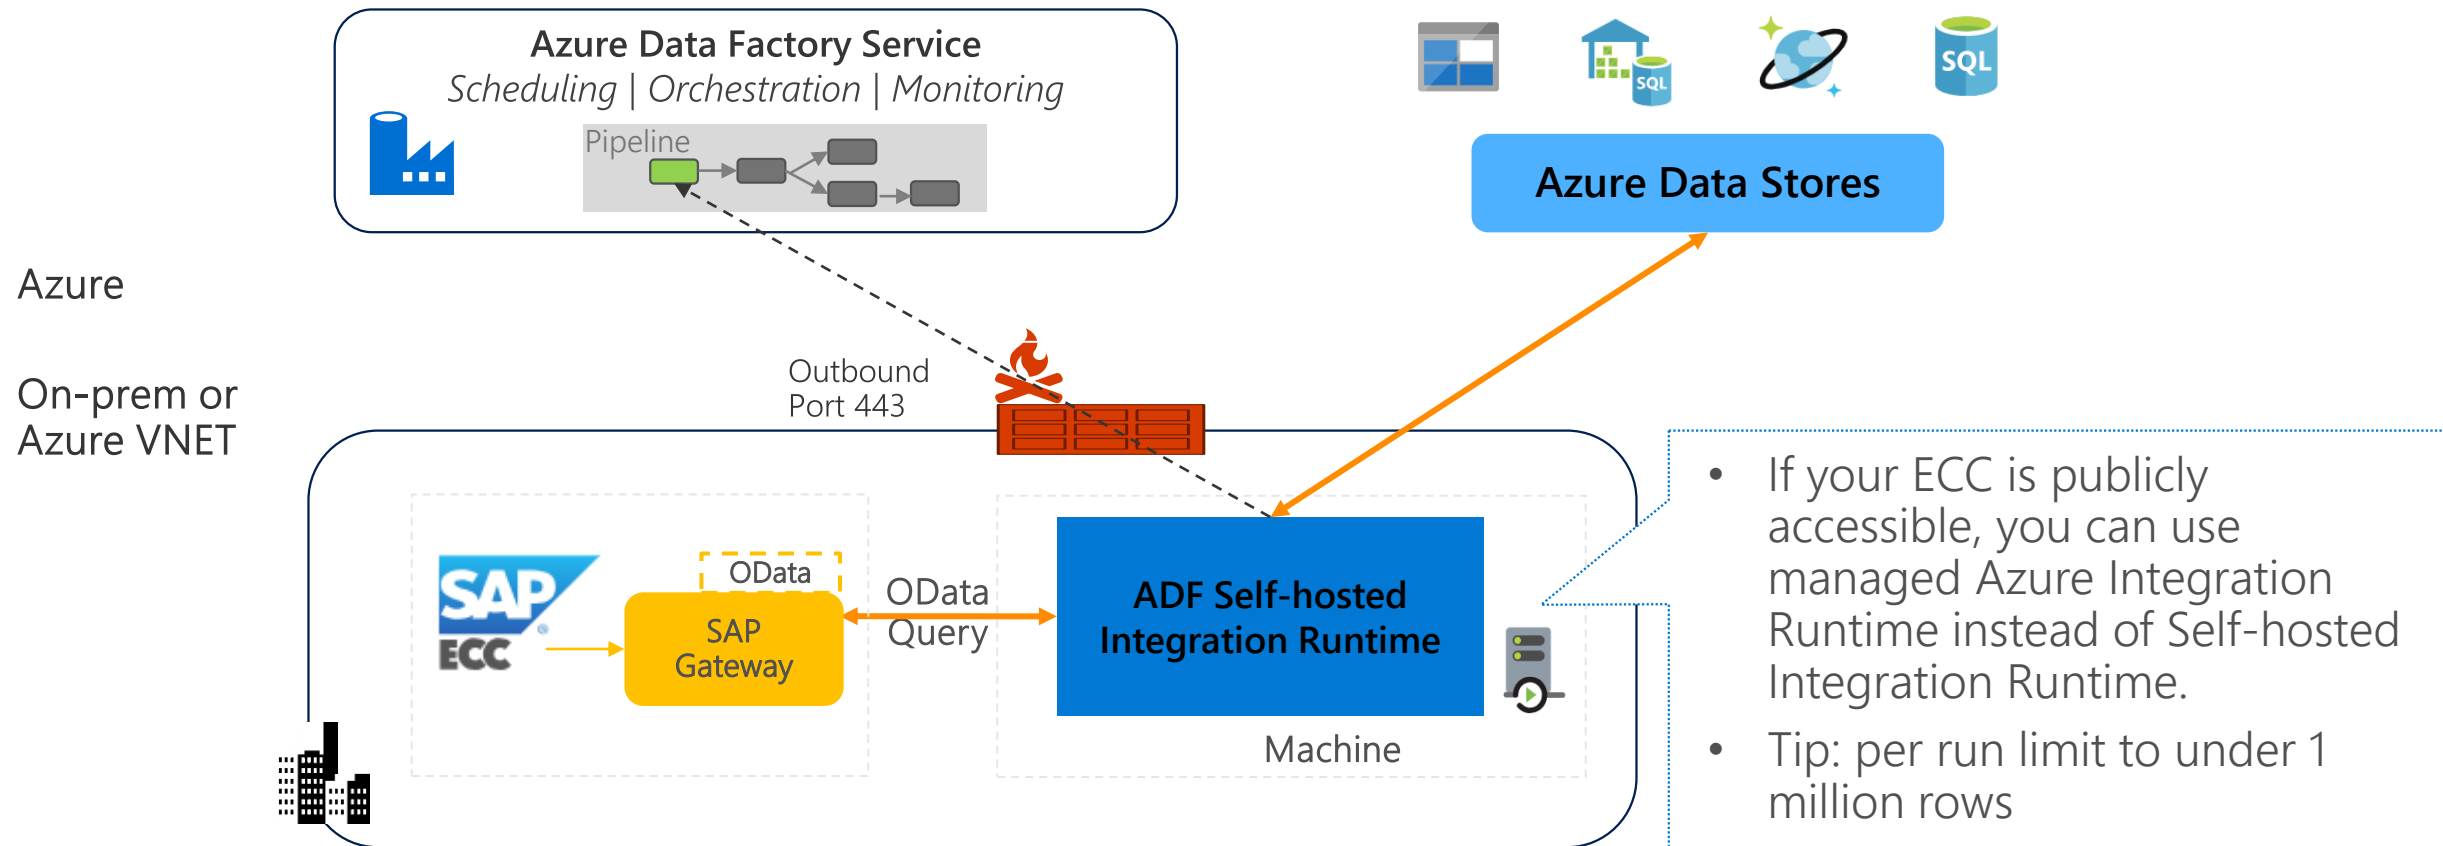 Azure Data Factory Service
Scheduling | Orchestration | Monitoring
Pipeline
SQL
SQL
Azure Data Stores
Azure
On-prem or
Azure VNET
Outbound
Port 443
SAP
ECC
OData
SAP
Gateway
OData
Query
ADF Self-hosted
Integration Runtime
Machine
• If your ECC is publicly
accessible, you can use
managed Azure Integration
Runtime instead of Self-hosted
Integration Runtime.
• Tip: per run limit to under 1
million rows